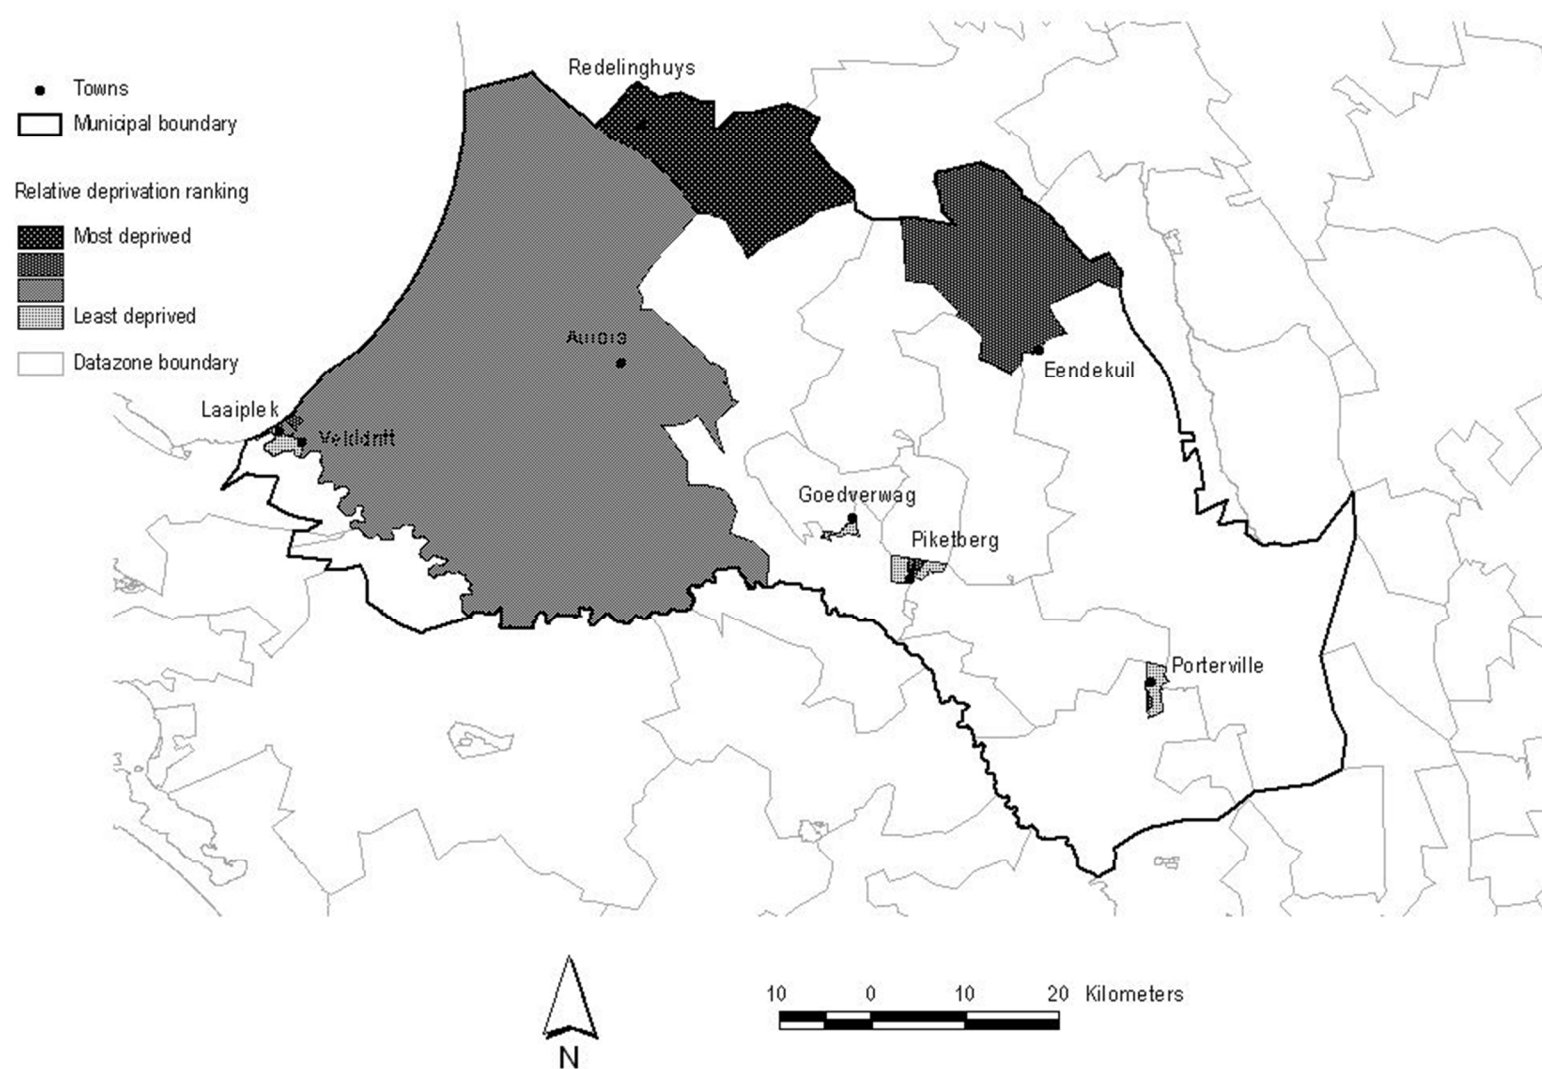 Redelinghuys
Towns
Municipal boundary
Relative deprivation ranking
Most deprived
Least deprived
Datazone boundary
Aurora
Eendekuil
Laaiplek
Velddrift
Goedverwag
Piketberg
Porterville
10 0 10 20 Kilometers
N